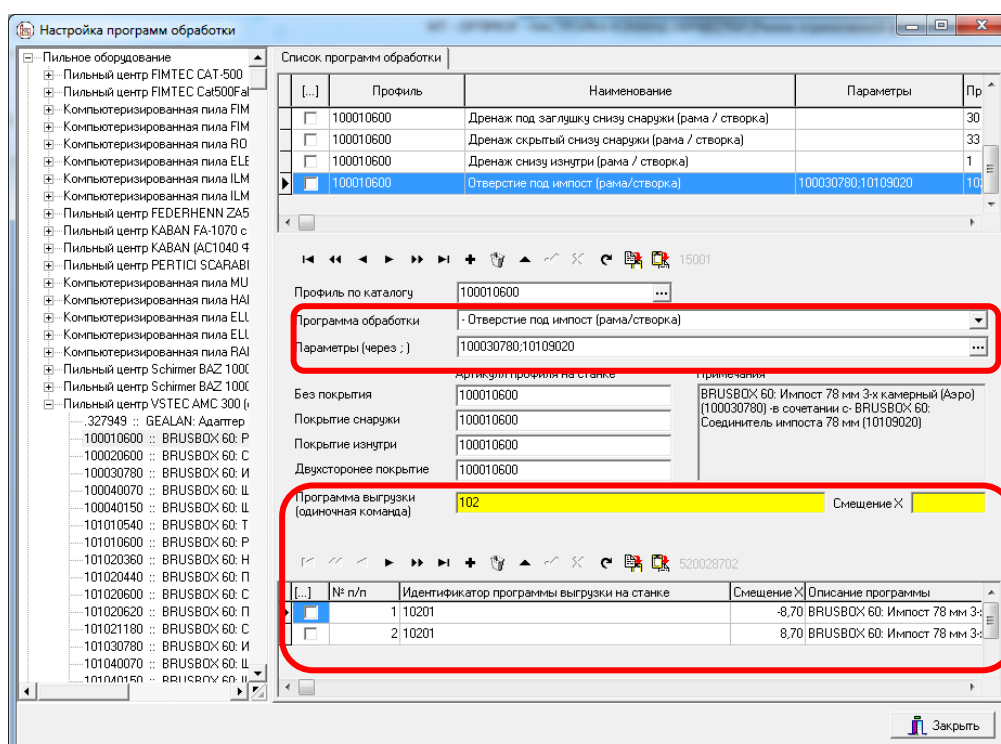 Настройка программ обработки
Пильное оборудование
Пильный центр FIMTEC CAT-500
Пильный центр FIMTEC Cat500Fal
Компьютеризированная пила FIM
Компьютеризированная пила FIM
Компьютеризированная пила RO
Компьютеризированная пила ELE
Компьютеризированная пила ILM
Компьютеризированная пила ILM
Пильный центр FEDERHENN ZA5
Пильный центр KABAN FA-1070 с
Пильный центр KABAN (AC1040 Ф
Пильный центр PERTICI SCARABI
Компьютеризированная пила MU
Компьютеризированная пила HAI
Компьютеризированная пила ELL
Компьютеризированная пила ELL
Компьютеризированная пила RAI
Пильный центр Schirmer BAZ 100C
Пильный центр Schirmer BAZ 100C
Пильный центр VSTEC AMC 300 (
.327949 :: GEALAN: Адаптер
100010600 :: BRUSBOX 60: Р
100020600 :: BRUSBOX 60: С
100030780 :: BRUSBOX 60: И
100040070 :: BRUSBOX 60: Ш
100040150 :: BRUSBOX 60: Ш
101010540 :: BRUSBOX 60: Т
101010600 :: BRUSBOX 60: Р
101020360 :: BRUSBOX 60: Н
101020440 :: BRUSBOX 60: П
101020600 :: BRUSBOX 60: С
101020620 :: BRUSBOX 60: П
101021180 :: BRUSBOX 60: С
101030780 :: BRUSBOX 60: И
101040070 :: BRUSBOX 60: Ш
101040150 :: BRUSBOX 60: Ш
Список программ обработки
[...] Профиль Наименование Параметры Пр
100010600 Дренаж под заглушку снизу снаружи (рама / створка) 30
100010600 Дренаж скрытый снизу снаружи (рама / створка) 33
100010600 Дренаж снизу изнутри (рама / створка) 1
100010600 Отверстие под импост (рама/створка) 100030780;10109020 10
15001
Профиль по каталогу 100010600 ...
Программа обработки - Отверстие под импост (рама/створка)
Параметры (через ; ) 100030780;10109020 ...
Артикулл профиля на станке Примечания
Без покрытия 100010600
Покрытие снаружи 100010600
Покрытие изнутри 100010600
Двухсторонее покрытие 100010600
BRUSBOX 60: Импост 78 мм 3-х камерный (Аэро)
(100030780) -в сочетании с- BRUSBOX 60:
Соединитель импоста 78 мм (10109020)
Программа выгрузки
(одиночная команда) 102 Смещение X
520028702
[...] № п/п Идентификатор программы выгрузки на станке Смещение X Описание программы
1 10201 -8,70 BRUSBOX 60: Импост 78 мм 3-
2 10201 8,70 BRUSBOX 60: Импост 78 мм 3-
Закрыть